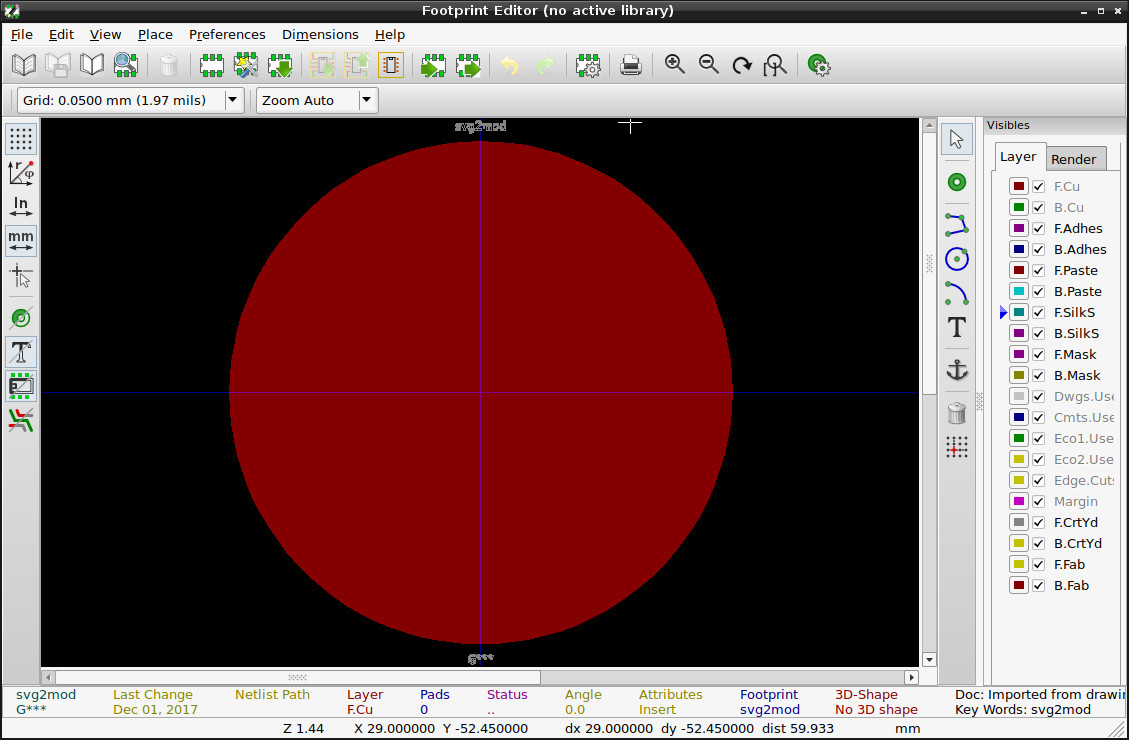 Footprint Editor (no active library)
File Edit View Place Preferences Dimensions Help
Grid: 0.0500 mm (1.97 mils) Zoom Auto
svg2mod
Visibles
Layer Render
r
φ
In
mm
T
T
F.Cu
B.Cu
F.Adhes
B.Adhes
F.Paste
B.Paste
F.SilkS
B.SilkS
F.Mask
B.Mask
Dwgs.Use
Cmts.Use
Eco1.Use
Eco2.Use
Edge.Cuts
Margin
F.CrtYd
B.CrtYd
F.Fab
B.Fab
G***
svg2mod Last Change Netlist Path Layer Pads Status Angle Attributes Footprint 3D-Shape Doc: Imported from drawin
G*** Dec 01, 2017 F.Cu 0 .. 0.0 Insert svg2mod No 3D shape Key Words: svg2mod
Z 1.44 X 29.000000 Y -52.450000 dx 29.000000 dy -52.450000 dist 59.933 mm